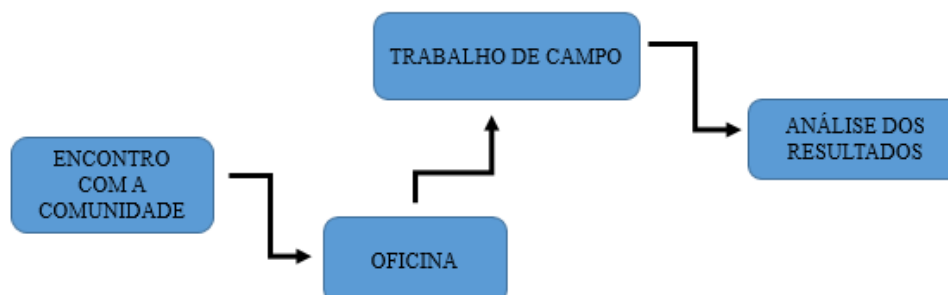 ENCONTRO
COM A
COMUNIDADE
OFICINA
TRABALHO DE CAMPO
ANÁLISE DOS
RESULTADOS